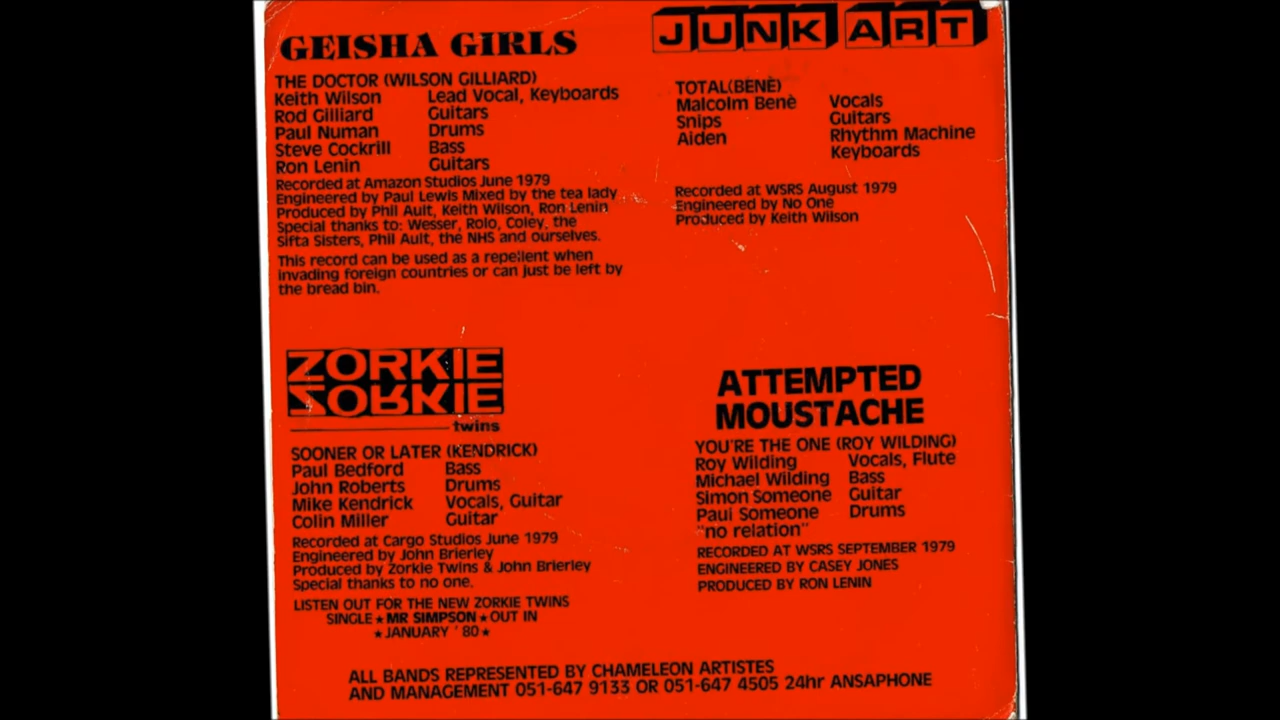 GEISHA GIRLS
THE DOCTOR (WILSON GILLIARD)
Keith Wilson Lead Vocal, Keyboards
Rod Gilliard Guitars
Paul Numan Drums
Steve Cockrill Bass
Ron Lenin Guitars
Recorded at Amazon Studios June 1979
Engineered by Paul Lewis Mixed by the tea lady
Produced by Phil Ault, Keith Wilson, Ron Lenin
Special thanks to: Wesser, Rolo, Coley, the
Sifta Sisters, Phil Ault, the NHS and ourselves.
This record can be used as a repellent when
invading foreign countries or can just be left by
the bread bin.
JUNK ART
TOTAL(BENÈ)
Malcolm Benè Vocals
Snips Guitars
Aiden Rhythm Machine
Keyboards
Recorded at WSRS August 1979
Engineered by No One
Produced by Keith Wilson
ZORKIE
ZORKIE
twins
SOONER OR LATER (KENDRICK)
Paul Bedford Bass
John Roberts Drums
Mike Kendrick Vocals, Guitar
Colin Miller Guitar
Recorded at Cargo Studios June 1979
Engineered by John Brierley
Produced by Zorkie Twins & John Brierley
Special thanks to no one.
LISTEN OUT FOR THE NEW ZORKIE TWINS
SINGLE ★ MR SIMPSON ★ OUT IN
★ JANUARY '80 ★
ATTEMPTED
MOUSTACHE
YOU'RE THE ONE (ROY WILDING)
Roy Wilding Vocals, Flute
Michael Wilding Bass
Simon Someone Guitar
Paul Someone Drums
"no relation"
RECORDED AT WSRS SEPTEMBER 1979
ENGINEERED BY CASEY JONES
PRODUCED BY RON LENIN
ALL BANDS REPRESENTED BY CHAMELEON ARTISTES
AND MANAGEMENT 051-647 9133 OR 051-647 4505 24hr ANSAPHONE